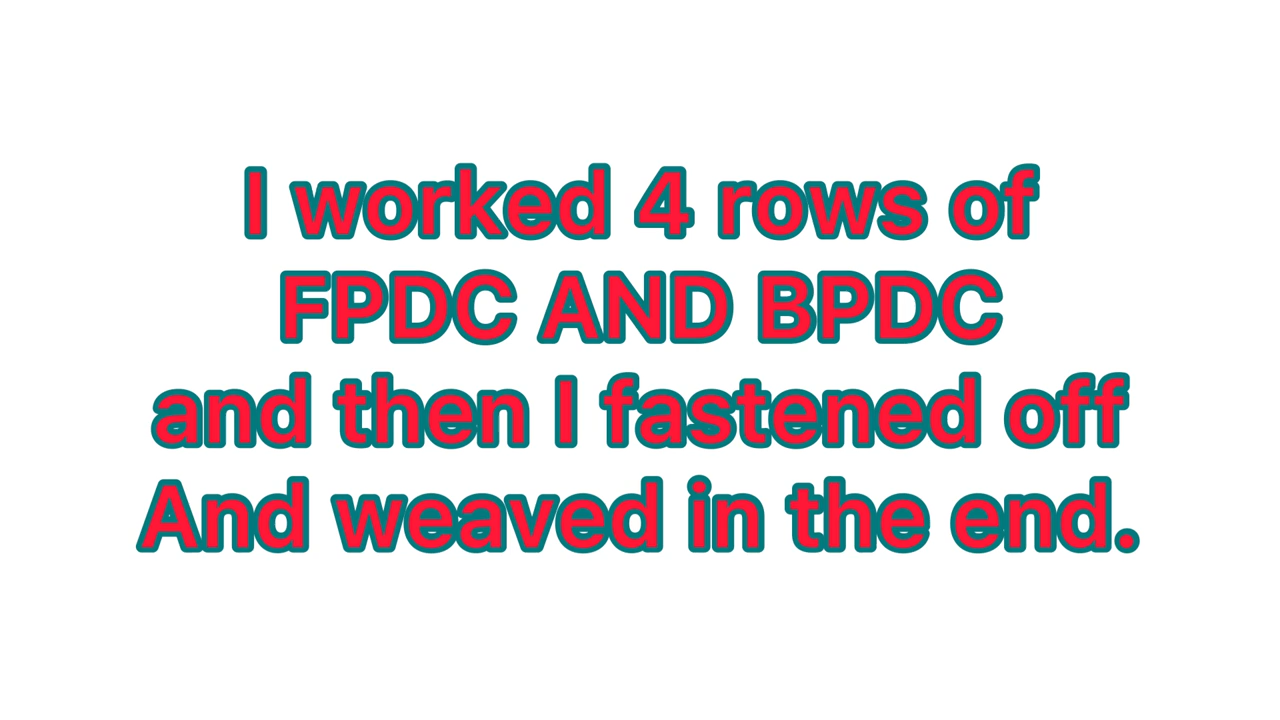 I worked 4 rows of
FPDC AND BPDC
and then I fastened off
And weaved in the end.